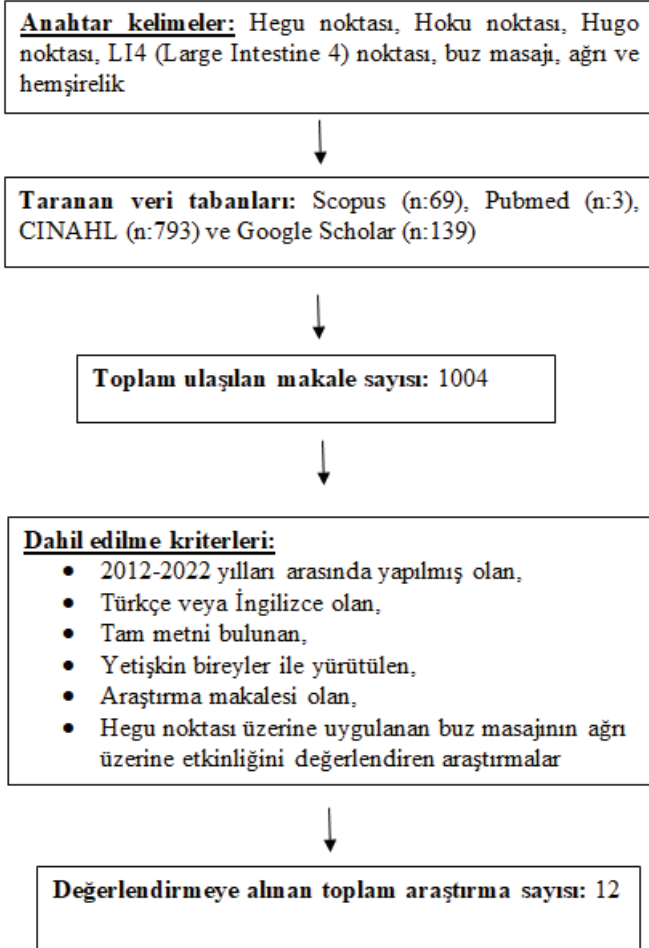 Anahtar kelimeler: Hegu noktası, Hoku noktası, Hugo
noktası, LI4 (Large Intestine 4) noktası, buz masajı, ağrı ve
hemşirelik
Taranan veri tabanları: Scopus (n:69), Pubmed (n:3),
CINAHL (n:793) ve Google Scholar (n:139)
Toplam ulaşılan makale sayısı: 1004
Dahil edilme kriterleri:
• 2012-2022 yılları arasında yapılmış olan,
• Türkçe veya İngilizce olan,
• Tam metni bulunan,
• Yetişkin bireyler ile yürütülen,
• Araştırma makalesi olan,
• Hegu noktası üzerine uygulanan buz masajının ağrı
üzerine etkinliğini değerlendiren araştırmalar
Değerlendirmeye alınan toplam araştırma sayısı: 12